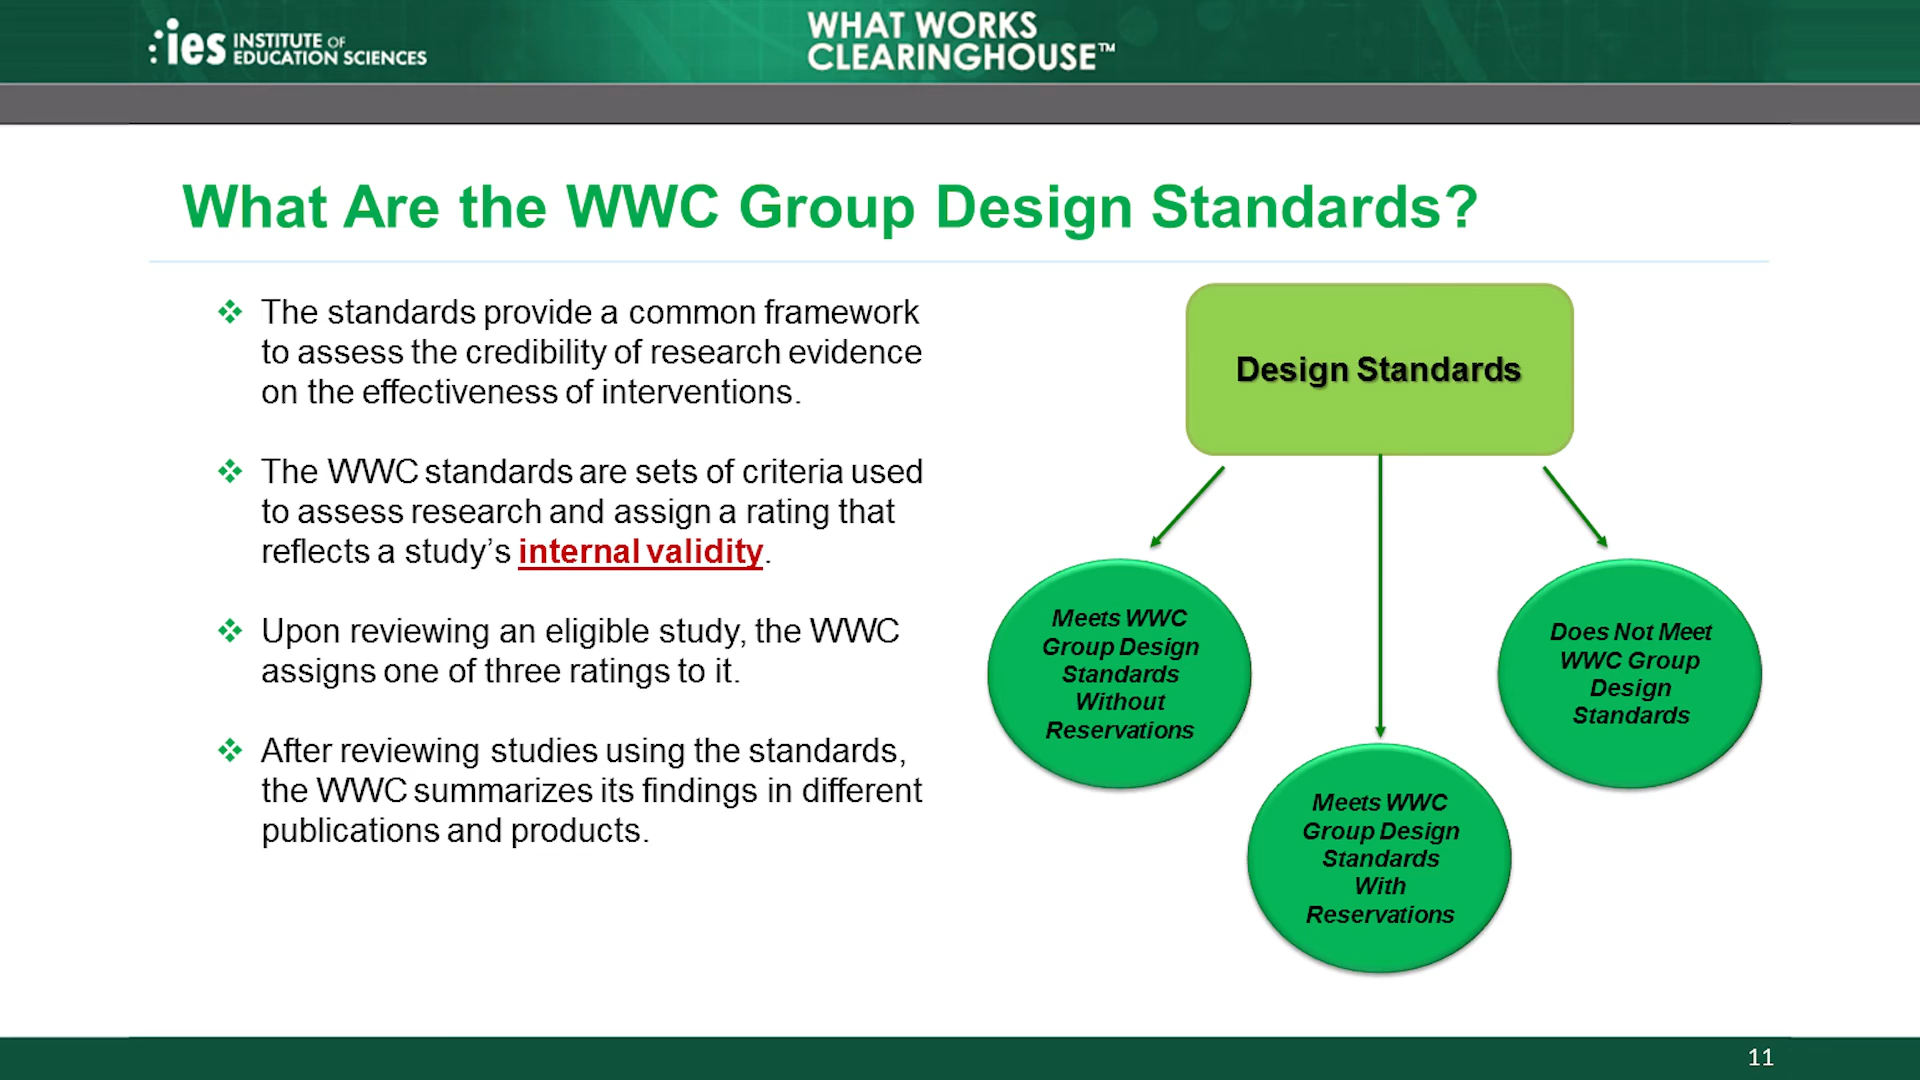 ies INSTITUTE OF
EDUCATION SCIENCES
WHAT WORKS
CLEARINGHOUSE™
What Are the WWC Group Design Standards?
The standards provide a common framework
to assess the credibility of research evidence
on the effectiveness of interventions.
The WWC standards are sets of criteria used
to assess research and assign a rating that
reflects a study’s internal validity.
Upon reviewing an eligible study, the WWC
assigns one of three ratings to it.
After reviewing studies using the standards,
the WWC summarizes its findings in different
publications and products.
Design Standards
Meets WWC
Group Design
Standards
Without
Reservations
Meets WWC
Group Design
Standards
With
Reservations
Does Not Meet
WWC Group
Design
Standards
11